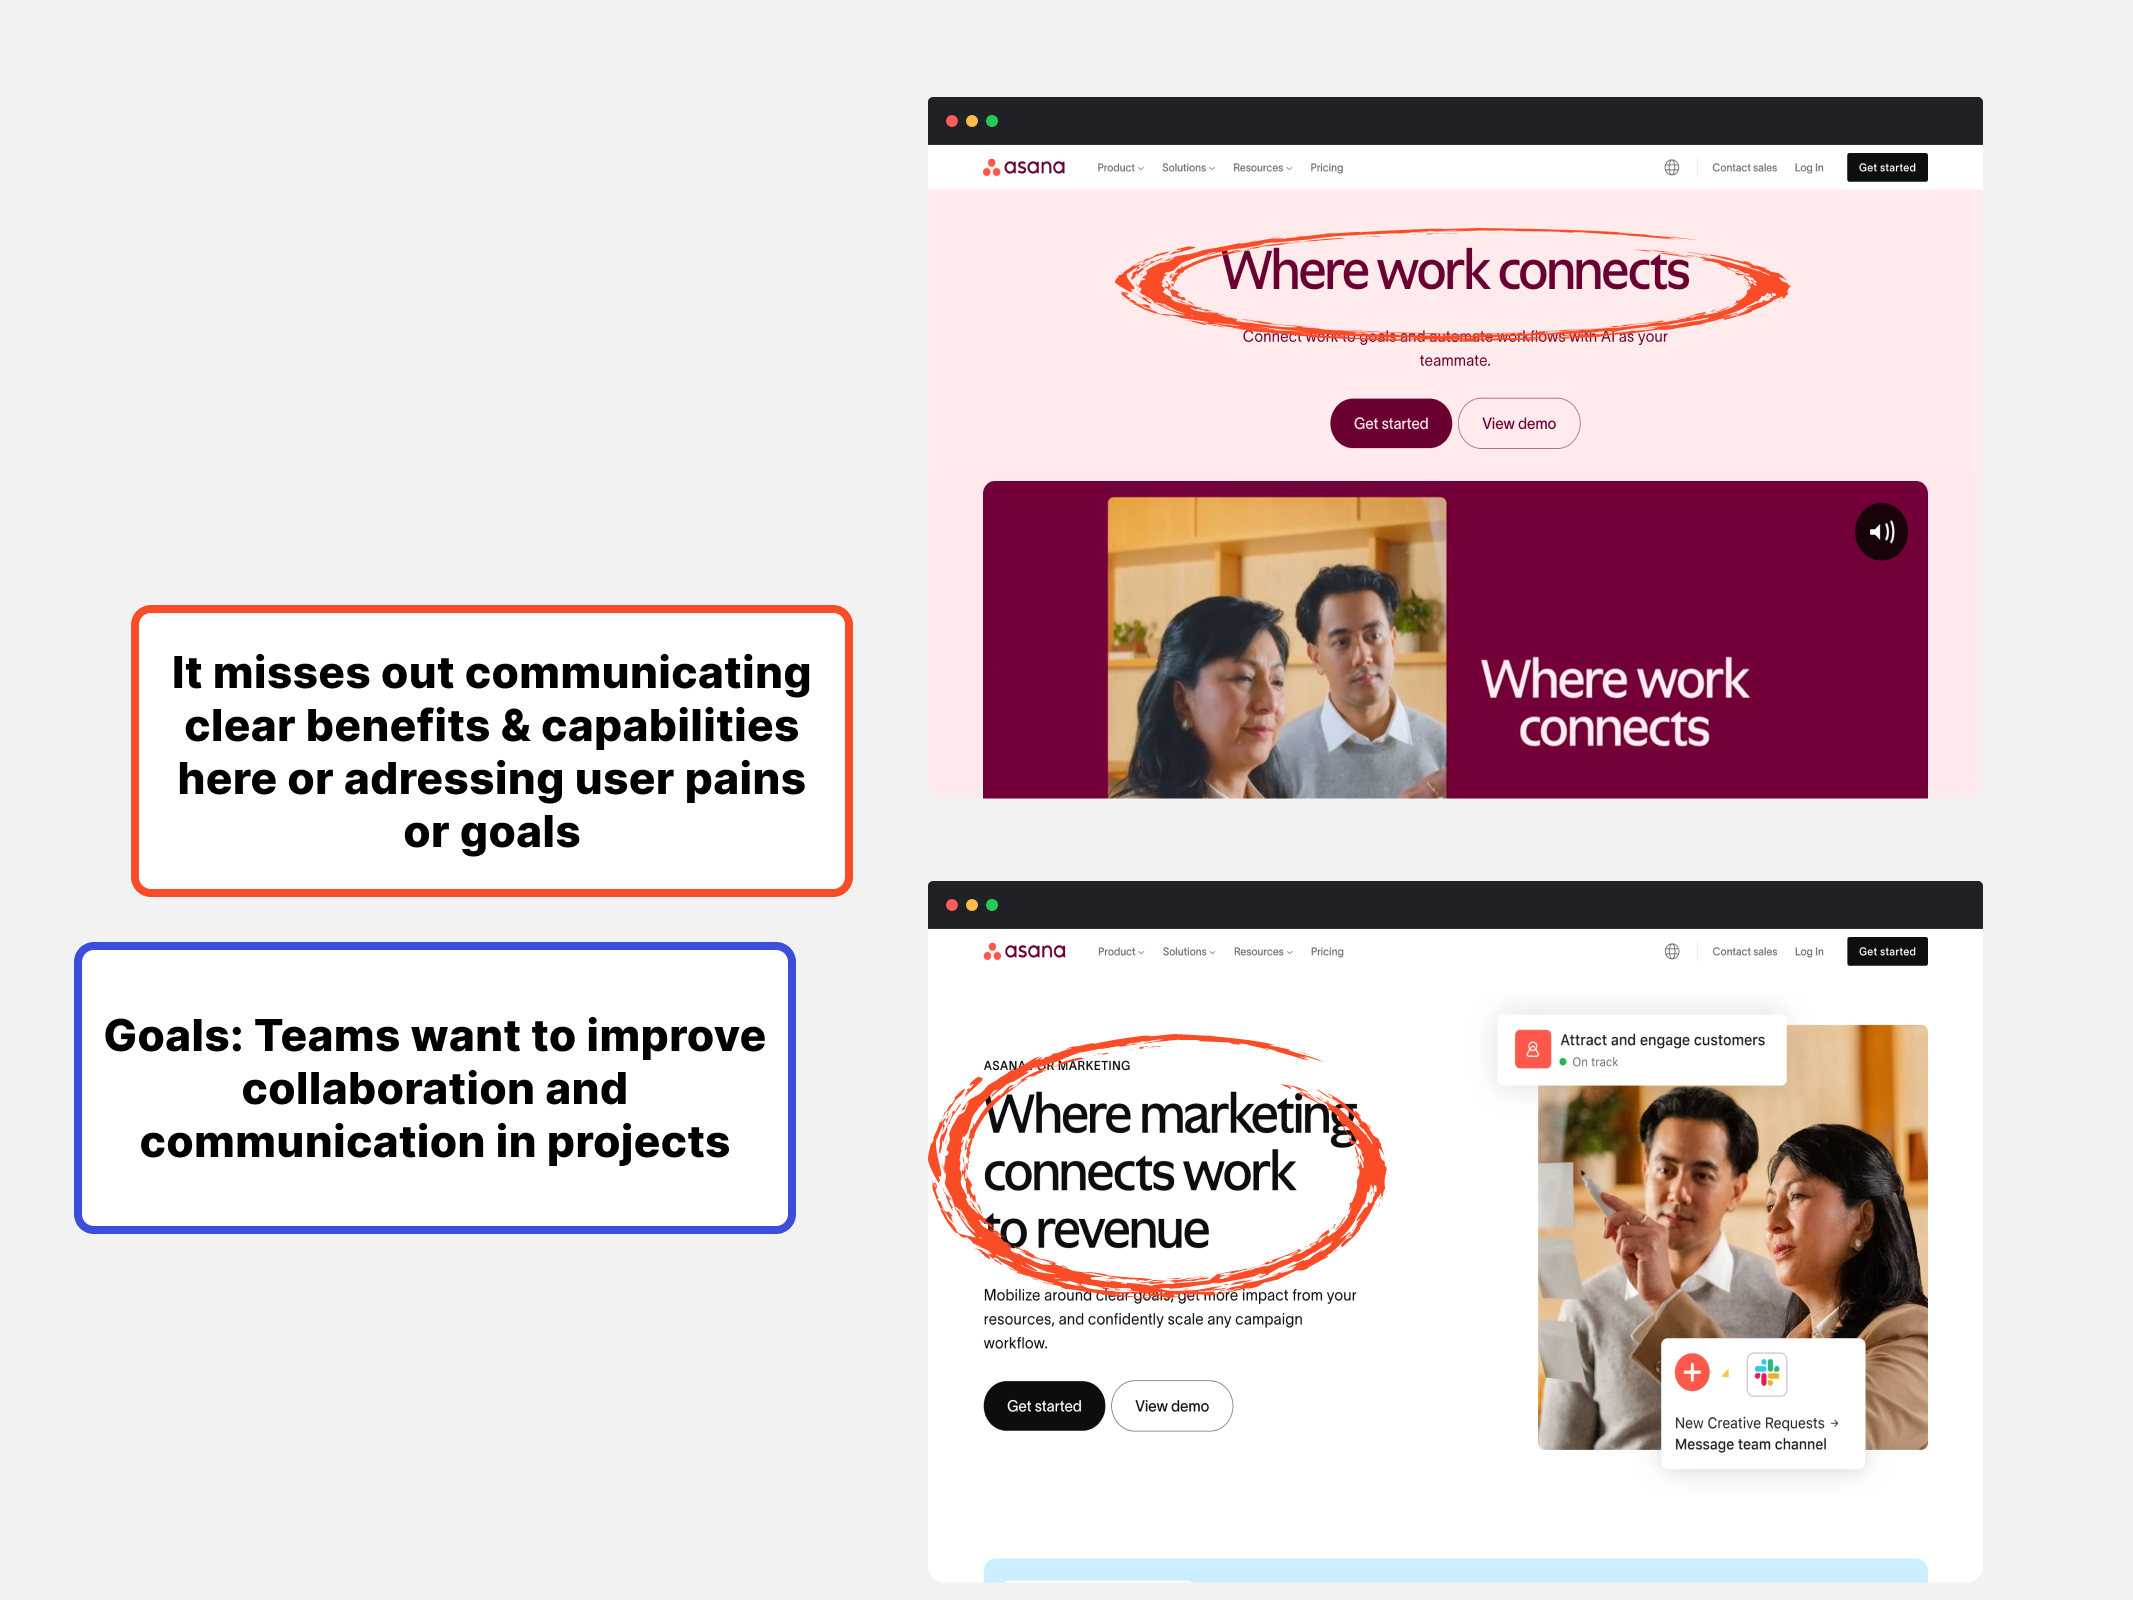 It misses out communicating
clear benefits & capabilities
here or adressing user pains
or goals
Goals: Teams want to improve
collaboration and
communication in projects
asana Product Solutions Resources Pricing Contact sales Log In Get started
Where work connects
Connect work to goals and automate workflows with AI as your
teammate.
Get started View demo
Where work
connects
asana Product Solutions Resources Pricing Contact sales Log In Get started
ASANA FOR MARKETING
Where marketing
connects work
to revenue
Mobilize around clear goals, get more impact from your
resources, and confidently scale any campaign
workflow.
Get started View demo
Attract and engage customers
On track
New Creative Requests →
Message team channel